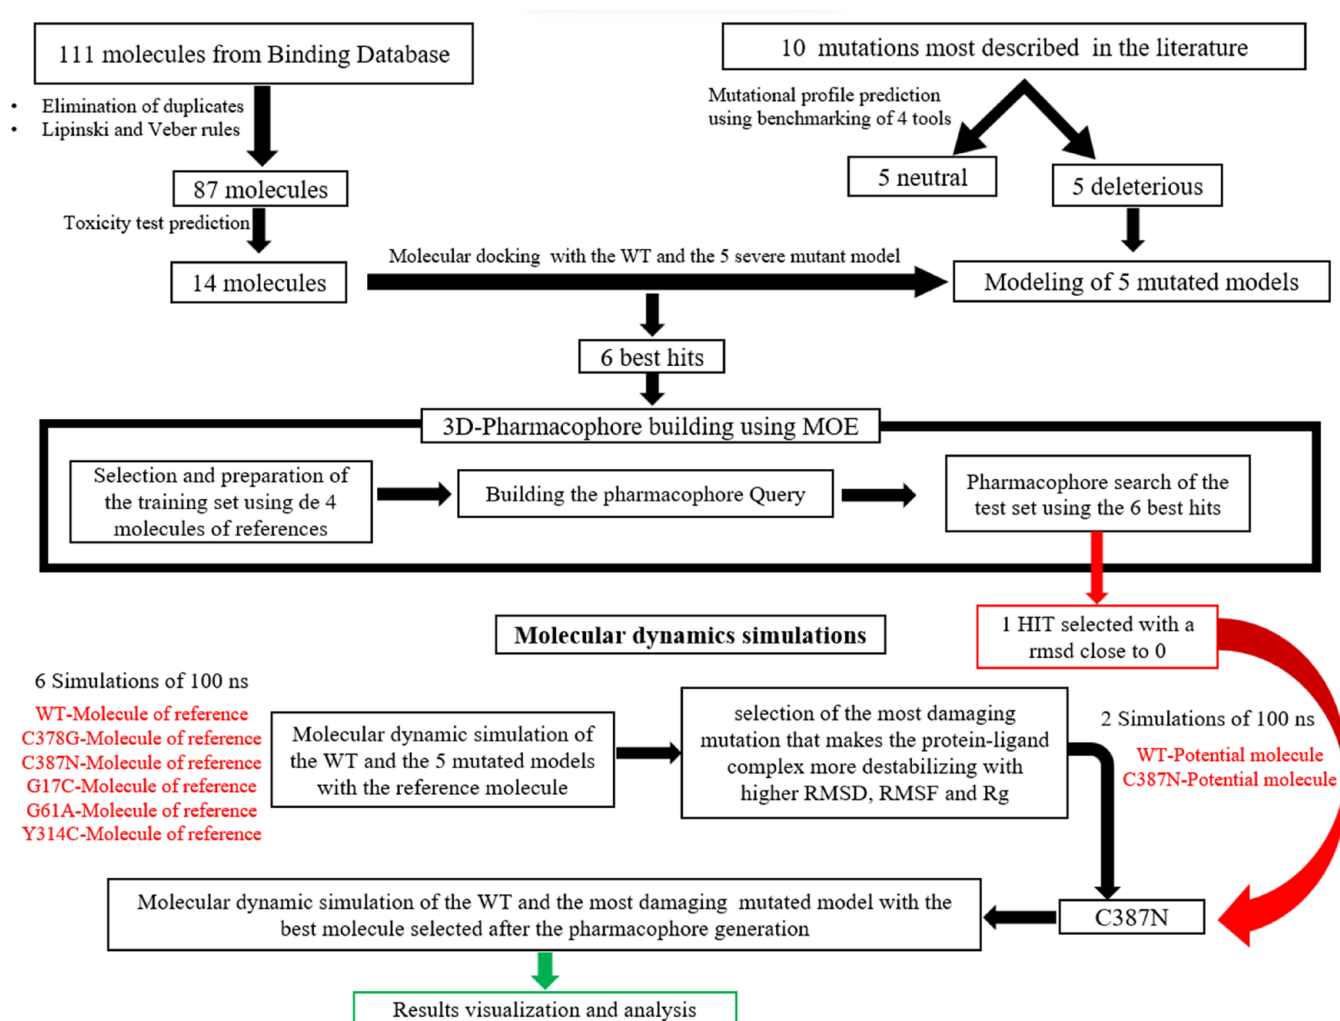 111 molecules from Binding Database
• Elimination of duplicates
• Lipinski and Veber rules
87 molecules
Toxicity test prediction
14 molecules
10 mutations most described in the literature
Mutational profile prediction
using benchmarking of 4 tools
5 neutral
5 deleterious
Molecular docking with the WT and the 5 severe mutant model
Modeling of 5 mutated models
6 best hits
3D-Pharmacophore building using MOE
Selection and preparation of
the training set using de 4
molecules of references
Building the pharmacophore Query
Pharmacophore search of the
test set using the 6 best hits
1 HIT selected with a
rmsd close to 0
Molecular dynamics simulations
6 Simulations of 100 ns
WT-Molecule of reference
C378G-Molecule of reference
C387N-Molecule of reference
G17C-Molecule of reference
G61A-Molecule of reference
Y314C-Molecule of reference
Molecular dynamic simulation of
the WT and the 5 mutated models
with the reference molecule
selection of the most damaging
mutation that makes the protein-ligand
complex more destabilizing with
higher RMSD, RMSF and Rg
2 Simulations of 100 ns
WT-Potential molecule
C387N-Potential molecule
C387N
Molecular dynamic simulation of the WT and the most damaging mutated model with the
best molecule selected after the pharmacophore generation
Results visualization and analysis